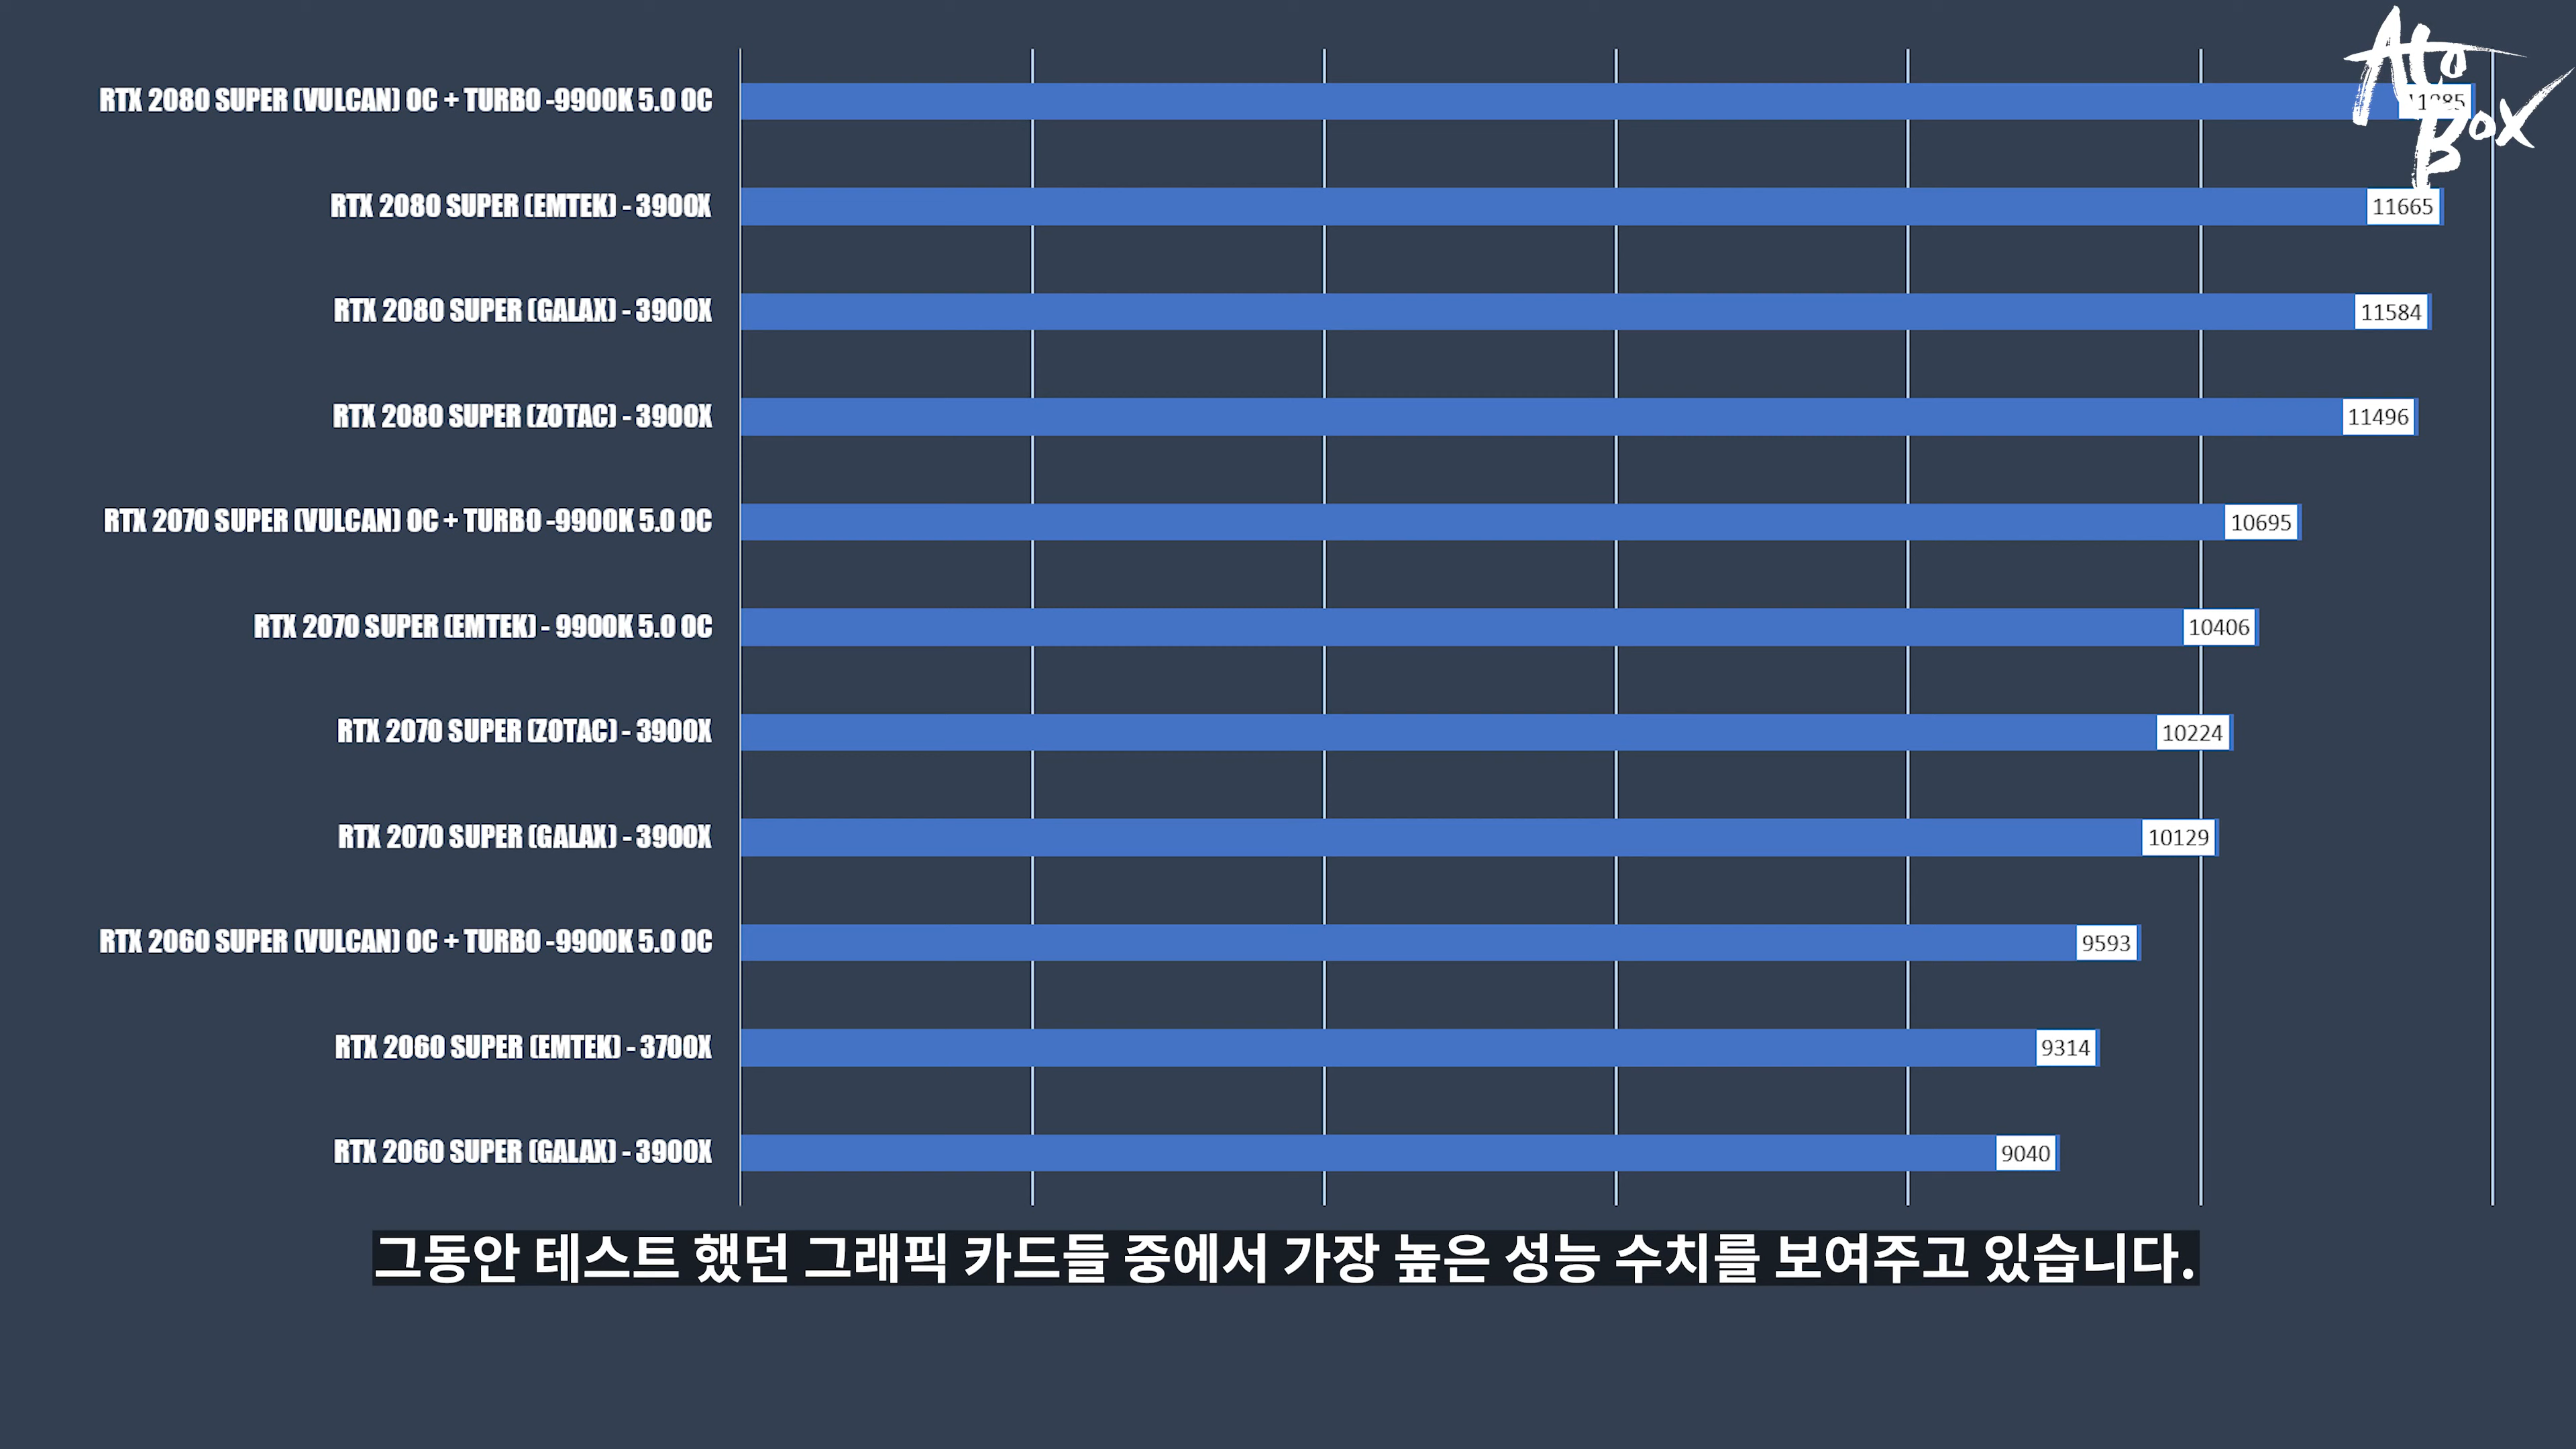 Ato
Box
RTX 2080 SUPER (VULCAN) OC + TURBO -9900K 5.0 OC
RTX 2080 SUPER (EMTEK) - 3900X 11665
RTX 2080 SUPER (GALAX) - 3900X 11584
RTX 2080 SUPER (ZOTAC) - 3900X 11496
RTX 2070 SUPER (VULCAN) OC + TURBO -9900K 5.0 OC 10695
RTX 2070 SUPER (EMTEK) - 9900K 5.0 OC 10406
RTX 2070 SUPER (ZOTAC) - 3900X 10224
RTX 2070 SUPER (GALAX) - 3900X 10129
RTX 2060 SUPER (VULCAN) OC + TURBO -9900K 5.0 OC 9593
RTX 2060 SUPER (EMTEK) - 3700X 9314
RTX 2060 SUPER (GALAX) - 3900X 9040
그동안 테스트 했던 그래픽 카드들 중에서 가장 높은 성능 수치를 보여주고 있습니다.